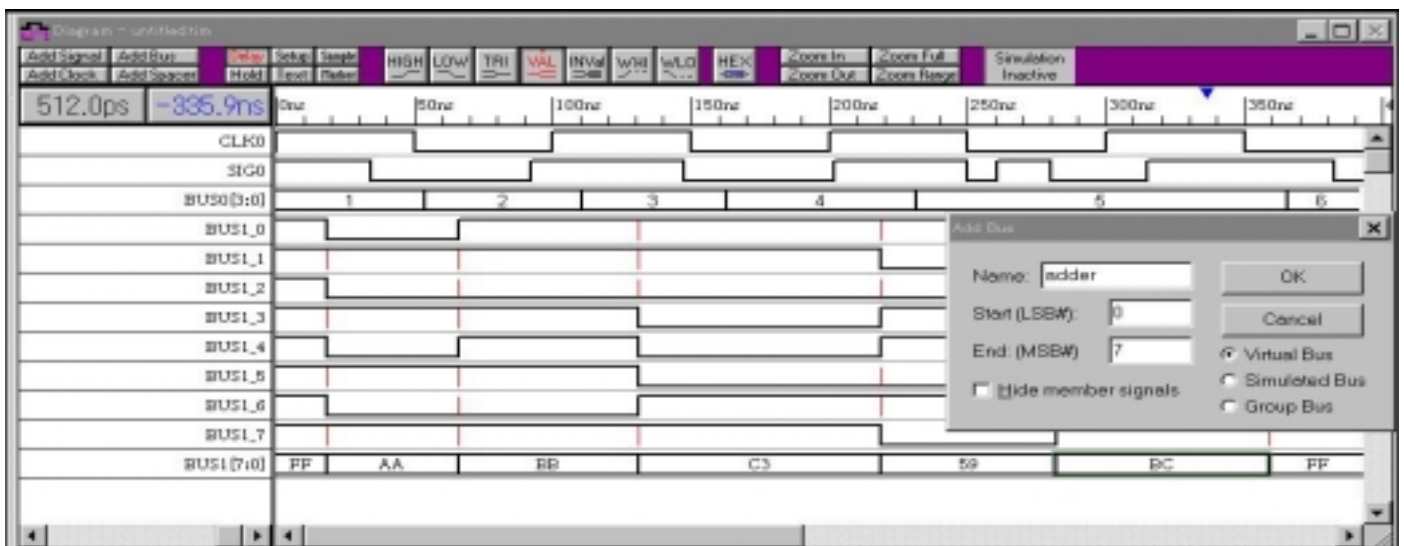 Diagram - untitled.tim
Add Signal Add Bus Delay Setup Sample HIGH LOW TRI VAL INVal WHI WLO HEX Zoom In Zoom Full Simulation
Add Clock Add Spacer Hold Text Marker Zoom Out Zoom Range Inactive
512.0ps -335.9ns 0ns 50ns 100ns 150ns 200ns 250ns 300ns 350ns
CLK0
SIG0
BUS0[3:0] 1 2 3 4 5 6
BUS1_0
BUS1_1
BUS1_2
BUS1_3
BUS1_4
BUS1_5
BUS1_6
BUS1_7
BUS1[7:0] FF AA BB C3 59 BC FF
Add Bus
Name: adder OK
Start (LSB#): 0 Cancel
End: (MSB#) 7 Virtual Bus
Hide member signals Simulated Bus
Group Bus